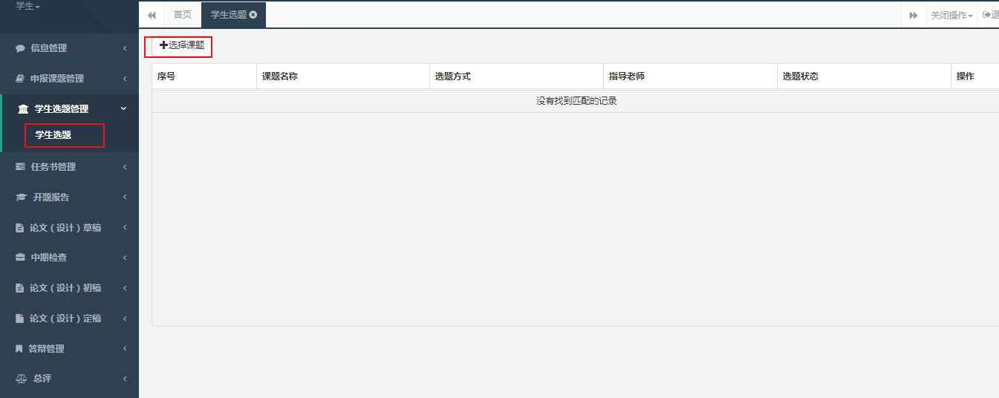 学生
首页
学生选题
关闭操作
退
信息管理
申报课题管理
学生选题管理
学生选题
任务书管理
开题报告
论文（设计）草稿
中期检查
论文（设计）初稿
论文（设计）定稿
答辩管理
总评
选择课题
序号 课题名称 选题方式 指导老师 选题状态 操作
没有找到匹配的记录